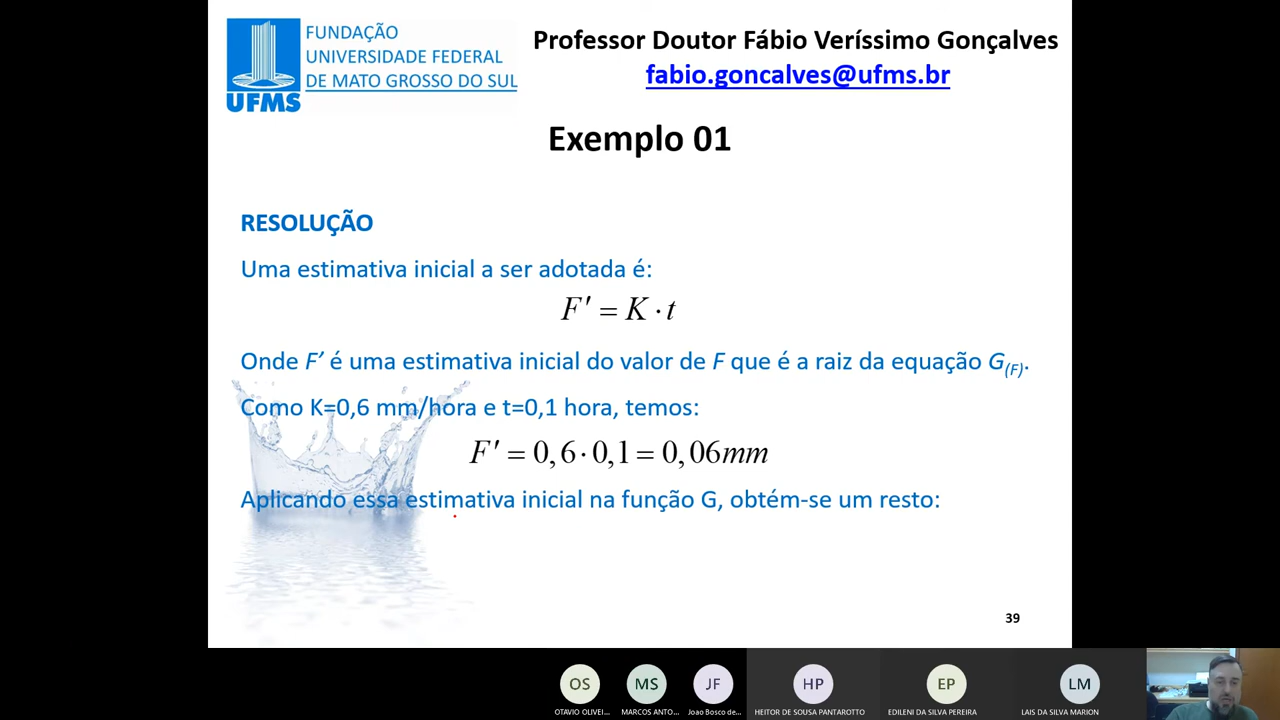 FUNDAÇÃO
UNIVERSIDADE FEDERAL
DE MATO GROSSO DO SUL
UFMS
Professor Doutor Fábio Veríssimo Gonçalves
fabio.goncalves@ufms.br
Exemplo 01
RESOLUÇÃO
Uma estimativa inicial a ser adotada é:
F' = K · t
Onde F’ é uma estimativa inicial do valor de F que é a raiz da equação G(F).
Como K=0,6 mm/hora e t=0,1 hora, temos:
F' = 0,6·0,1 = 0,06mm
Aplicando essa estimativa inicial na função G, obtém-se um resto:
39
OS MS JF HP EP LM
OTAVIO OLIVEI... MARCOS ANTO... Joao Bosco de... HEITOR DE SOUSA PANTAROTTO EDILENI DA SILVA PEREIRA LAIS DA SILVA MARION